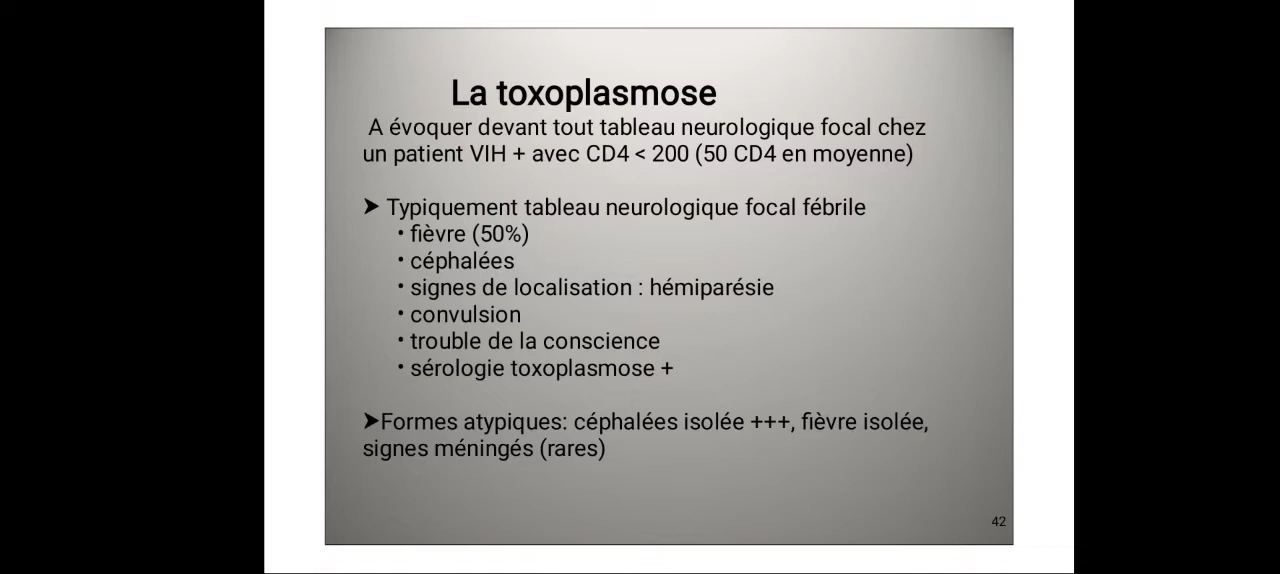 La toxoplasmose
A évoquer devant tout tableau neurologique focal chez
un patient VIH + avec CD4 < 200 (50 CD4 en moyenne)
➤ Typiquement tableau neurologique focal fébrile
• fièvre (50%)
• céphalées
• signes de localisation : hémiparésie
• convulsion
• trouble de la conscience
• sérologie toxoplasmose +
➤Formes atypiques: céphalées isolée +++, fièvre isolée,
signes méningés (rares)
42